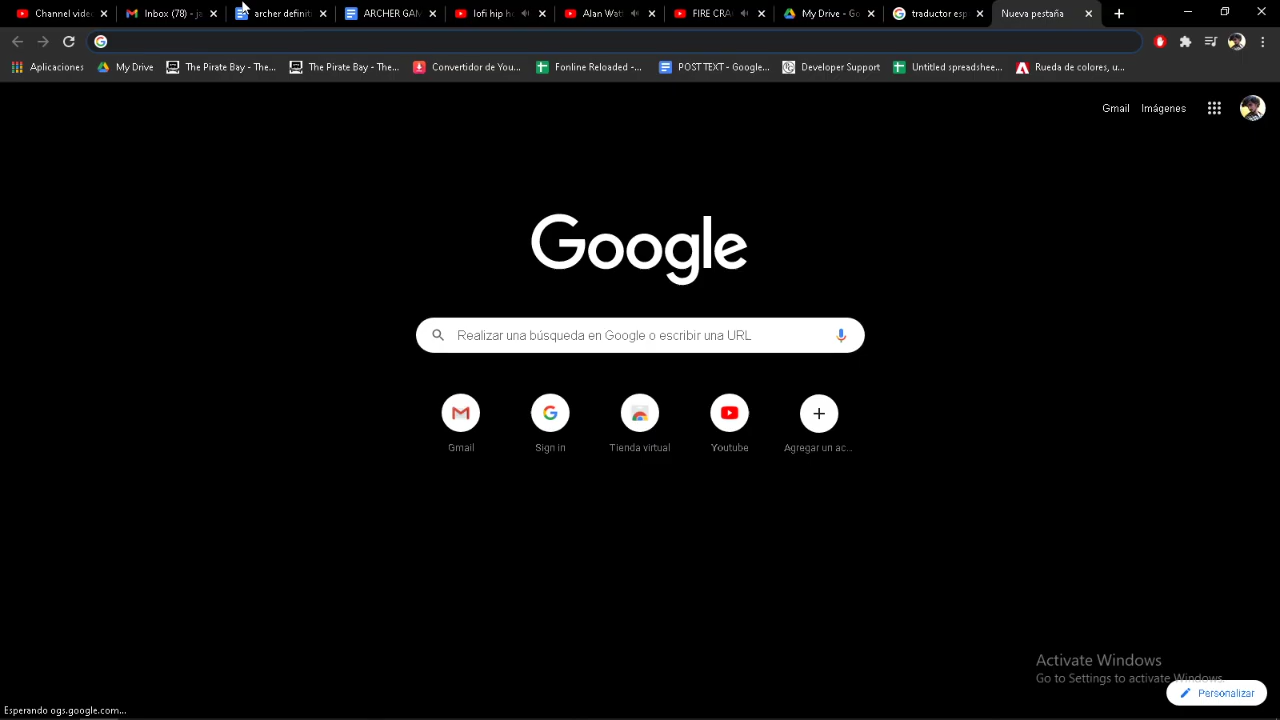 Channel vide
Inbox (78) - ja
archer definiti
ARCHER GAM
lofi hip ho
Alan Wat
FIRE CRA
My Drive - Go
traductor esp
Nueva pestaña
Aplicaciones
My Drive
The Pirate Bay - The...
The Pirate Bay - The...
Convertidor de You...
Fonline Reloaded -...
POST TEXT - Google...
Developer Support
Untitled spreadshee...
Rueda de colores, u...
Gmail
Imágenes
Google
Realizar una búsqueda en Google o escribir una URL
Gmail
Sign in
Tienda virtual
Youtube
Agregar un ac...
Activate Windows
Go to Settings to activate Windows.
Personalizar
Esperando ogs.google.com...